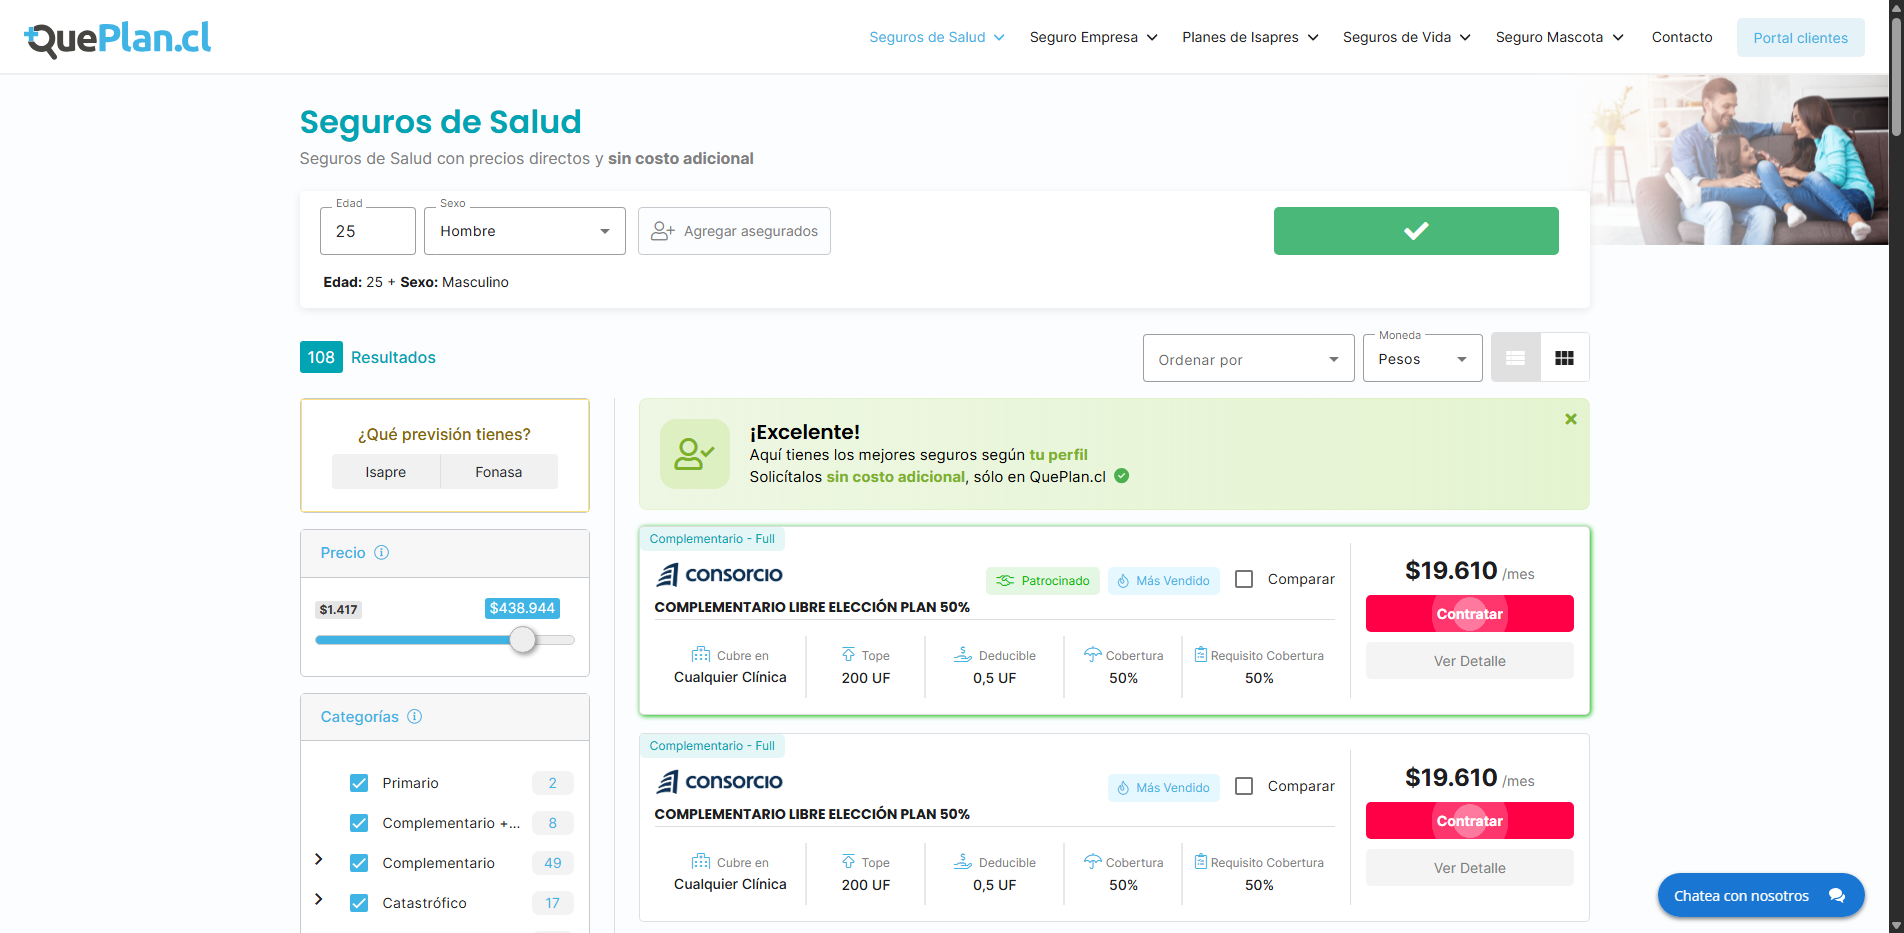 QuePlan.cl
Seguros de Salud
Seguro Empresa
Planes de Isapres
Seguros de Vida
Seguro Mascota
Contacto
Portal clientes
Seguros de Salud
Seguros de Salud con precios directos y sin costo adicional
Edad
25
Sexo
Hombre
Agregar asegurados
Edad: 25 + Sexo: Masculino
108 Resultados
Ordenar por
Moneda
Pesos
¿Qué previsión tienes?
Isapre
Fonasa
Precio
$1.417
$438.944
Categorías
Primario 2
Complementario +... 8
Complementario 49
Catastrófico 17
¡Excelente!
Aquí tienes los mejores seguros según tu perfil
Solicítalos sin costo adicional, sólo en QuePlan.cl
Complementario - Full
CONSORCIO
Patrocinado
Más Vendido
Comparar
COMPLEMENTARIO LIBRE ELECCIÓN PLAN 50%
Cubre en
Cualquier Clínica
Tope
200 UF
Deducible
0,5 UF
Cobertura
50%
Requisito Cobertura
50%
$19.610 /mes
Contratar
Ver Detalle
Complementario - Full
CONSORCIO
Más Vendido
Comparar
COMPLEMENTARIO LIBRE ELECCIÓN PLAN 50%
Cubre en
Cualquier Clínica
Tope
200 UF
Deducible
0,5 UF
Cobertura
50%
Requisito Cobertura
50%
$19.610 /mes
Contratar
Ver Detalle
Chatea con nosotros